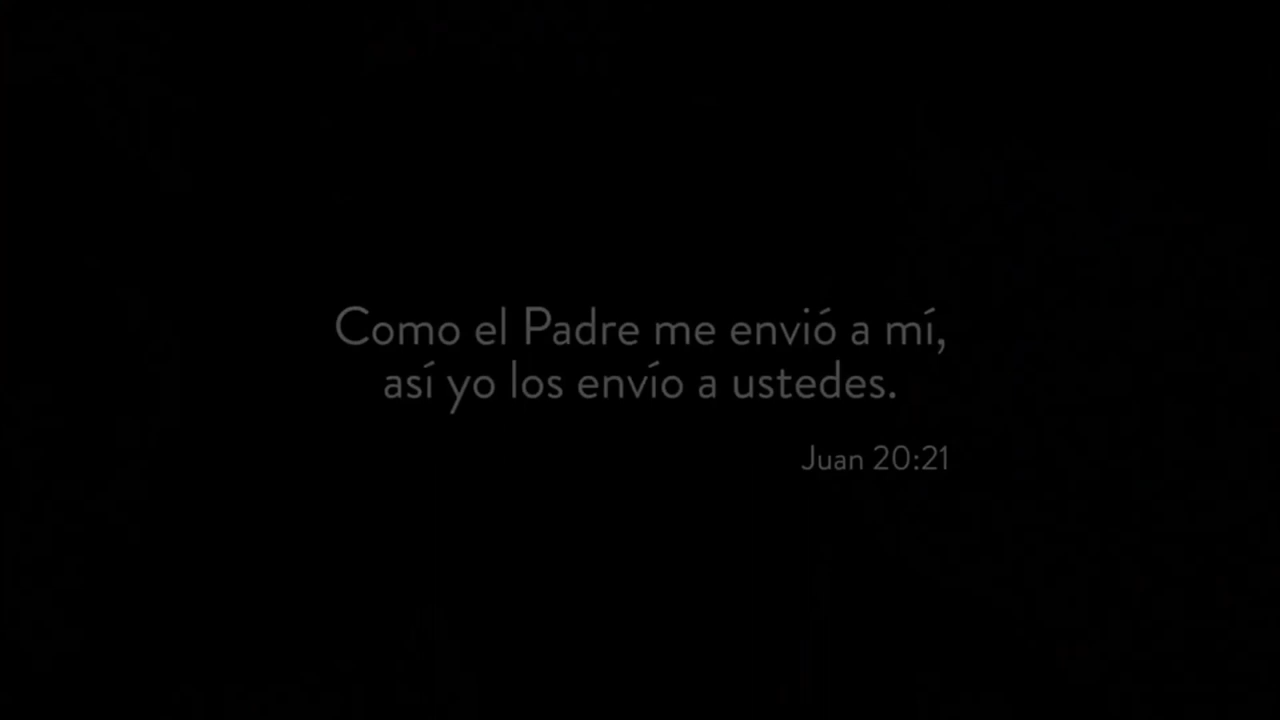 Como el Padre me envió a mí,
así yo los envío a ustedes.
Juan 20:21